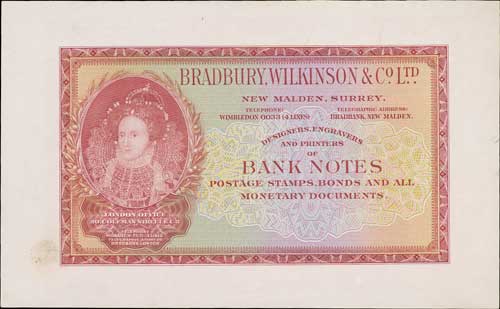 BRADBURY, WILKINSON & CO. LTD
NEW MALDEN, SURREY.
TELEPHONE: TELEGRAPHIC ADDRESS:
WIMBLEDON 0033 (4 LINES) BRADBANK, NEW MALDEN.
DESIGNERS, ENGRAVERS
AND PRINTERS
OF
BANK NOTES
POSTAGE STAMPS, BONDS AND ALL
MONETARY DOCUMENTS.
LONDON OFFICE